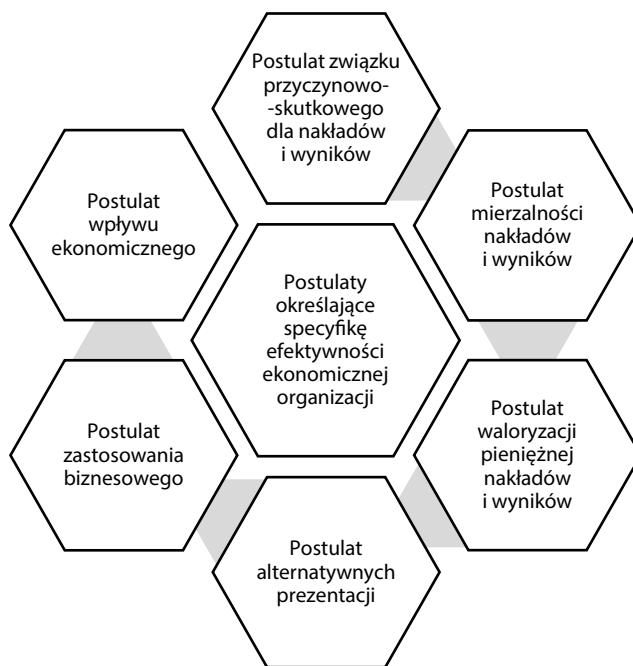 Postulat związku
przyczynowo-
-skutkowego
dla nakładów
i wyników
Postulat
mierzalności
nakładów
i wyników
Postulat
waloryzacji
pieniężnej
nakładów
i wyników
Postulat
alternatywnych
prezentacji
Postulat
zastosowania
biznesowego
Postulat
wpływu
ekonomicznego
Postulaty
określające
specyfikę
efektywności
ekonomicznej
organizacji